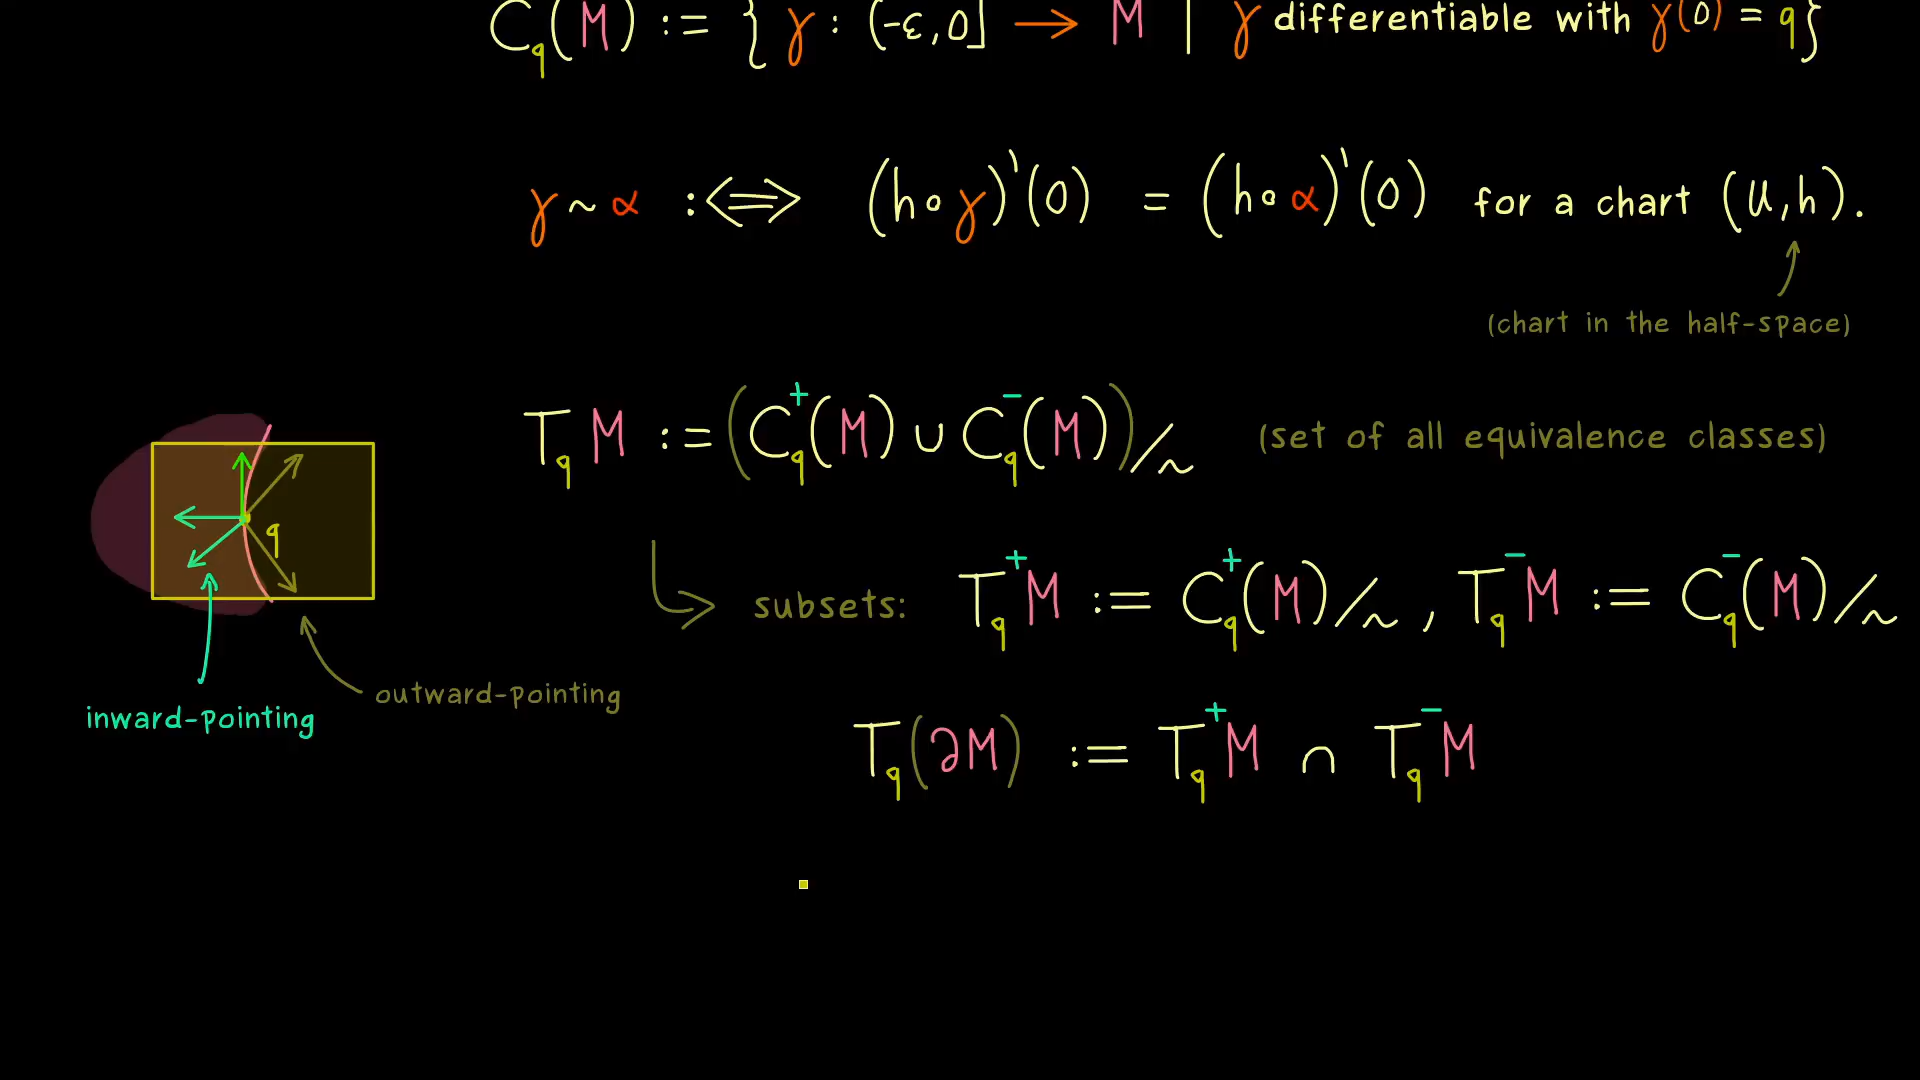 C_q(M) := { γ : (-ε,0] → M | γ differentiable with γ(0) = q}
γ ~ α :⟺ (h∘γ)'(0) = (h∘α)'(0) for a chart (U,h).
(chart in the half-space)
T_q M := (C_q^+(M) ∪ C_q^-(M))/~ (set of all equivalence classes)
q
subsets: T_q^+ M := C_q^+(M)/~ , T_q^- M := C_q^-(M)/~
outward-pointing
inward-pointing
T_q(∂M) := T_q^+ M ∩ T_q^- M